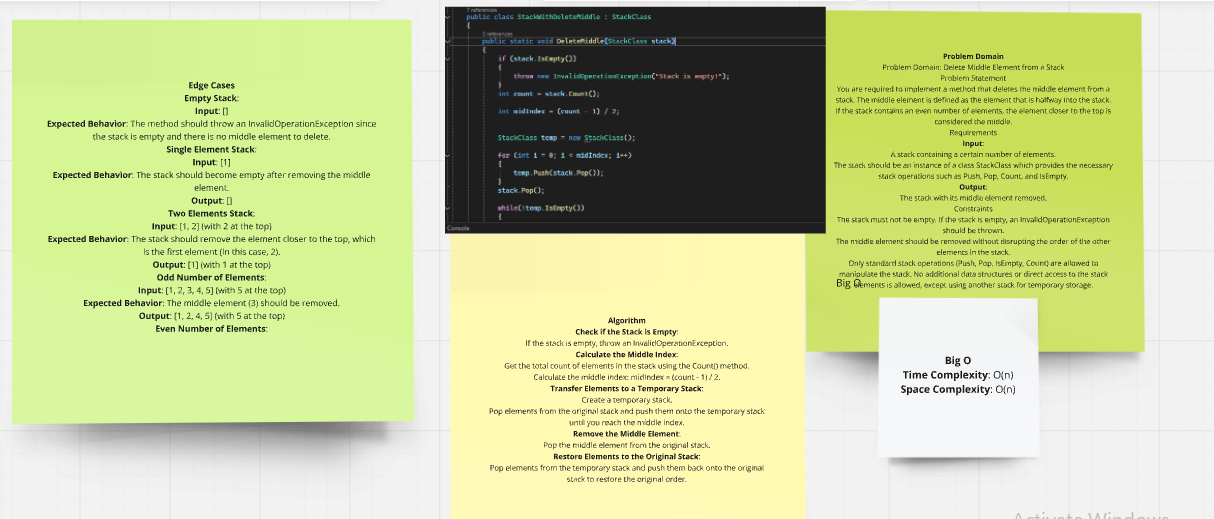 Edge Cases
Empty Stack:
Input: []
Expected Behavior: The method should throw an InvalidOperationException since
the stack is empty and there is no middle element to delete.
Single Element Stack:
Input: [1]
Expected Behavior: The stack should become empty after removing the middle
element.
Output: []
Two Elements Stack:
Input: [1, 2] (with 2 at the top)
Expected Behavior: The stack should remove the element closer to the top, which
is the first element (in this case, 2).
Output: [1] (with 1 at the top)
Odd Number of Elements:
Input: [1, 2, 3, 4, 5] (with 5 at the top)
Expected Behavior: The middle element (3) should be removed.
Output: [1, 2, 4, 5] (with 5 at the top)
Even Number of Elements:
7 references
public class StackWithDeleteMiddle : StackClass
{
5 references
public static void DeleteMiddle(StackClass stack)
{
if (stack.IsEmpty())
{
throw new InvalidOperationException("Stack is empty!");
}
int count = stack.Count();
int midIndex = (count - 1) / 2;
StackClass temp = new StackClass();
for (int i = 0; i < midIndex; i++)
{
temp.Push(stack.Pop());
}
stack.Pop();
while(!temp.IsEmpty())
{
Console
Algorithm
Check if the Stack is Empty:
If the stack is empty, throw an InvalidOperationException.
Calculate the Middle Index:
Get the total count of elements in the stack using the Count() method.
Calculate the middle index: midIndex = (count - 1) / 2.
Transfer Elements to a Temporary Stack:
Create a temporary stack.
Pop elements from the original stack and push them onto the temporary stack
until you reach the middle index.
Remove the Middle Element:
Pop the middle element from the original stack.
Restore Elements to the Original Stack:
Pop elements from the temporary stack and push them back onto the original
stack to restore the original order.
Problem Domain
Problem Domain: Delete Middle Element from a Stack
Problem Statement
You are required to implement a method that deletes the middle element from a
stack. The middle element is defined as the element that is halfway into the stack.
If the stack contains an even number of elements, the element closer to the top is
considered the middle.
Requirements
Input:
A stack containing a certain number of elements.
The stack should be an instance of a class StackClass which provides the necessary
stack operations such as Push, Pop, Count, and IsEmpty.
Output:
The stack with its middle element removed.
Constraints
The stack must not be empty. If the stack is empty, an InvalidOperationException
should be thrown.
The middle element should be removed without disrupting the order of the other
elements in the stack.
Only standard stack operations (Push, Pop, IsEmpty, Count) are allowed to
manipulate the stack. No additional data structures or direct access to the stack
elements is allowed, except using another stack for temporary storage.
Big O
Big O
Time Complexity: O(n)
Space Complexity: O(n)
Activate Windows